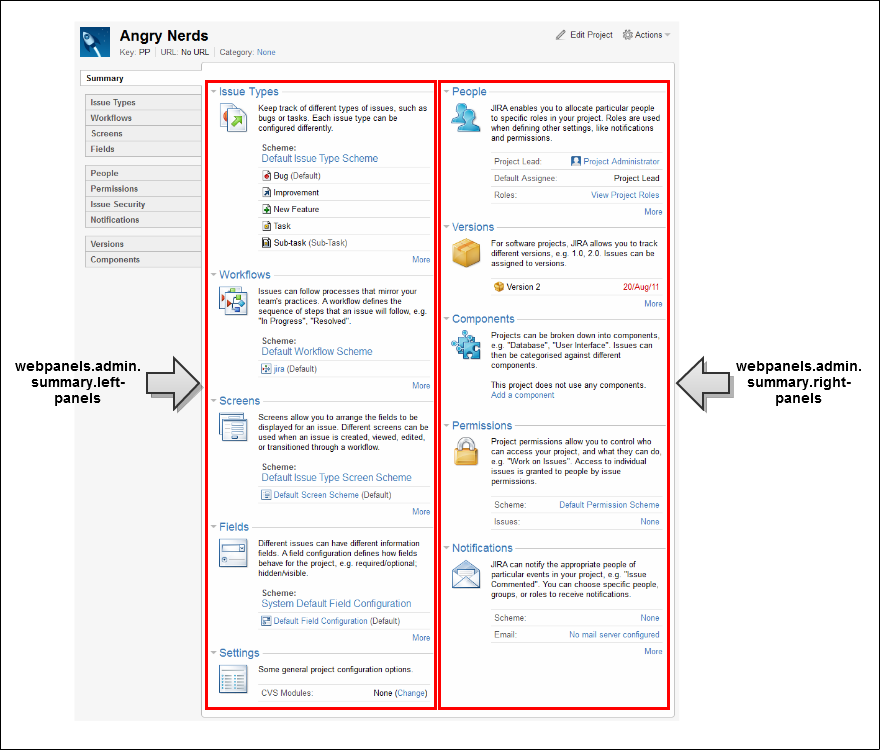 Angry Nerds
Key: PP URL: No URL Category: None
Edit Project Actions
Summary
Issue Types
Workflows
Screens
Fields
People
Permissions
Issue Security
Notifications
Versions
Components
webpanels.admin.
summary.left-
panels
Issue Types
Keep track of different types of issues, such as
bugs or tasks. Each issue type can be
configured differently.
Scheme:
Default Issue Type Scheme
Bug (Default)
Improvement
New Feature
Task
Sub-task (Sub-Task)
More
Workflows
Issues can follow processes that mirror your
team's practices. A workflow defines the
sequence of steps that an issue will follow, e.g.
"In Progress", "Resolved".
Scheme:
Default Workflow Scheme
jira (Default)
More
Screens
Screens allow you to arrange the fields to be
displayed for an issue. Different screens can be
used when an issue is created, viewed, edited,
or transitioned through a workflow.
Scheme:
Default Issue Type Screen Scheme
Default Screen Scheme (Default)
More
Fields
Different issues can have different information
fields. A field configuration defines how fields
behave for the project, e.g. required/optional;
hidden/visible.
Scheme:
System Default Field Configuration
Default Field Configuration (Default)
More
Settings
Some general project configuration options.
CVS Modules: None (Change)
People
JIRA enables you to allocate particular people
to specific roles in your project. Roles are used
when defining other settings, like notifications
and permissions.
Project Lead: Project Administrator
Default Assignee: Project Lead
Roles: View Project Roles
More
Versions
For software projects, JIRA allows you to track
different versions, e.g. 1.0, 2.0. Issues can be
assigned to versions.
Version 2 20/Aug/11
More
Components
Projects can be broken down into components,
e.g. "Database", "User Interface". Issues can
then be categorised against different
components.
This project does not use any components.
Add a component
Permissions
Project permissions allow you to control who
can access your project, and what they can do,
e.g. "Work on Issues". Access to individual
issues is granted to people by issue
permissions.
Scheme: Default Permission Scheme
Issues: None
Notifications
JIRA can notify the appropriate people of
particular events in your project, e.g. "Issue
Commented". You can choose specific people,
groups, or roles to receive notifications.
Scheme: None
Email: No mail server configured
More
webpanels.admin.
summary.right-
panels